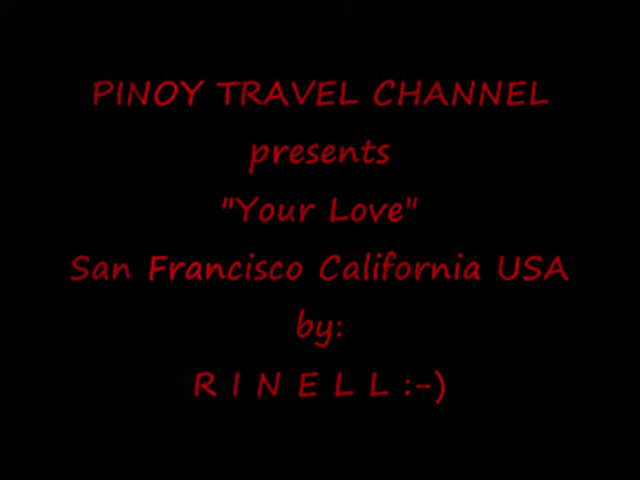 PINOY TRAVEL CHANNEL
presents
"Your Love"
San Francisco California USA
by:
R I N E L L :-)